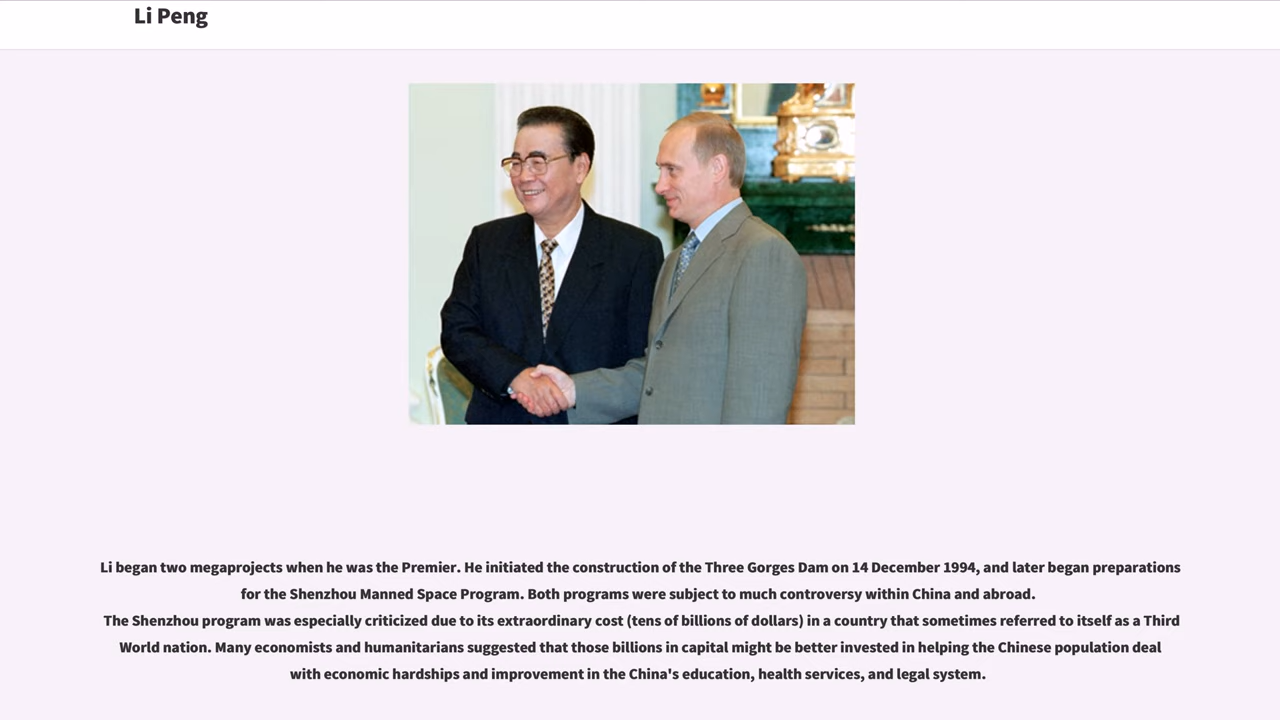 Li Peng
Li began two megaprojects when he was the Premier. He initiated the construction of the Three Gorges Dam on 14 December 1994, and later began preparations
for the Shenzhou Manned Space Program. Both programs were subject to much controversy within China and abroad.
The Shenzhou program was especially criticized due to its extraordinary cost (tens of billions of dollars) in a country that sometimes referred to itself as a Third
World nation. Many economists and humanitarians suggested that those billions in capital might be better invested in helping the Chinese population deal
with economic hardships and improvement in the China's education, health services, and legal system.